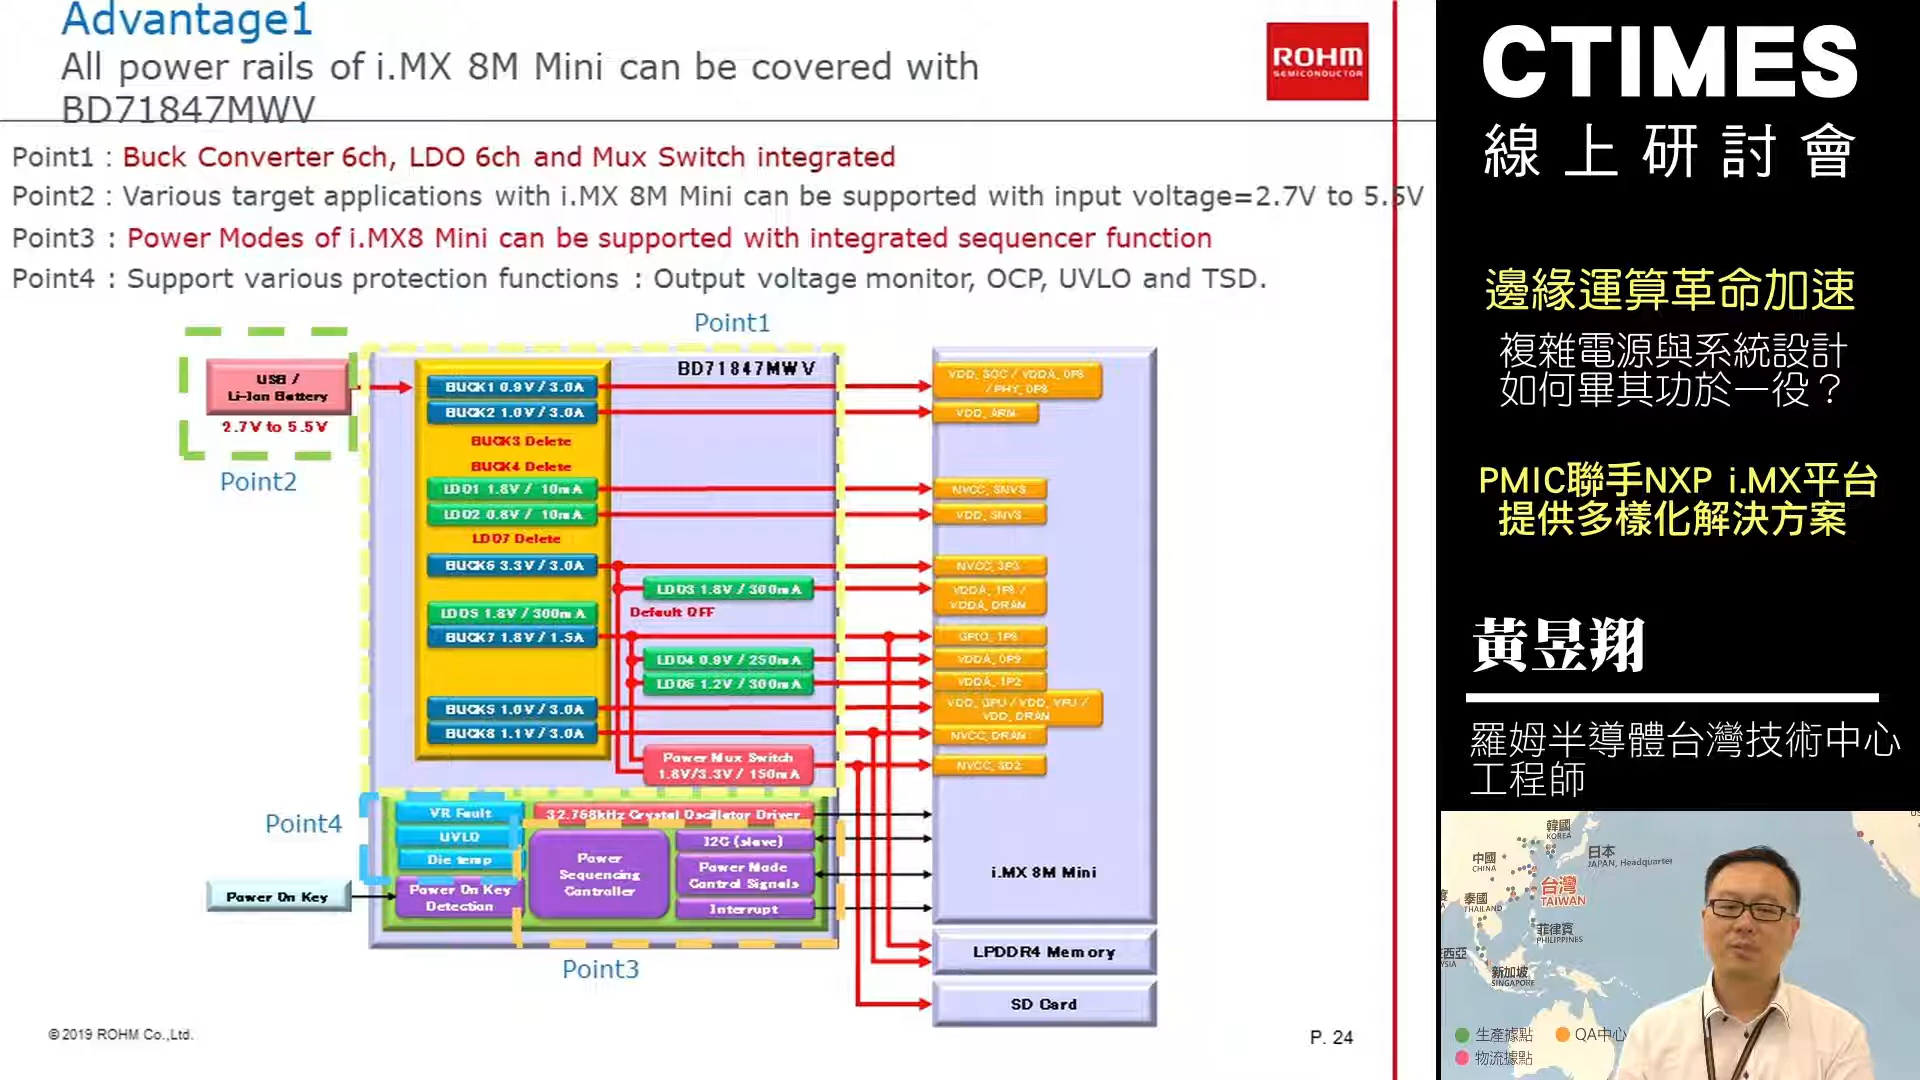 Advantage1
All power rails of i.MX 8M Mini can be covered with
BD71847MWV
ROHM
SEMICONDUCTOR
Point1 : Buck Converter 6ch, LDO 6ch and Mux Switch integrated
Point2 : Various target applications with i.MX 8M Mini can be supported with input voltage=2.7V to 5.5V
Point3 : Power Modes of i.MX8 Mini can be supported with integrated sequencer function
Point4 : Support various protection functions : Output voltage monitor, OCP, UVLO and TSD.
Point1
USB /
Li-Ion Battery
2.7V to 5.5V
Point2
BD71847MWV
BUCK1 0.9V / 3.0A
BUCK2 1.0V / 3.0A
BUCK3 Delete
BUCK4 Delete
LDO1 1.8V / 10mA
LDO2 0.8V / 10mA
LDO7 Delete
BUCK6 3.3V / 3.0A
LDO3 1.8V / 300mA
Default OFF
LDO5 1.8V / 300mA
BUCK7 1.8V / 1.5A
LDO4 0.9V / 250mA
LDO6 1.2V / 300mA
BUCK5 1.0V / 3.0A
BUCK8 1.1V / 3.0A
Power Mux Switch
1.8V/3.3V / 150mA
VDD_SOC / VDDA_0P8
/ PHY_0P8
VDD_ARM
NVCC_SNVS
VDD_SNVS
NVCC_3P3
VDDA_1P8 /
VDDA_DRAM
GPIO_1P8
VDDA_0P9
VDDA_1P2
VDD_GPU / VDD_VPU /
VDD_DRAM
NVCC_DRAM
NVCC_SD2
Point4
VR Fault
UVLO
Die temp
Power On Key
Detection
Power On Key
32.768kHz Crystal Oscillator Driver
Power
Sequencing
Controller
I2C (slave)
Power Mode
Control Signals
Interrupt
i.MX 8M Mini
LPDDR4 Memory
SD Card
Point3
©2019 ROHM Co.,Ltd.
P. 24
CTIMES
線上研討會
邊緣運算革命加速
複雜電源與系統設計
如何畢其功於一役？
PMIC聯手NXP i.MX平台
提供多樣化解決方案
黃昱翔
羅姆半導體台灣技術中心
工程師
韓國
KOREA
中國
CHINA
日本
JAPAN, Headquarter
台灣
TAIWAN
泰國
THAILAND
菲律賓
PHILIPPINES
西亞
新加坡
SINGAPORE
生產據點
QA中心
物流據點